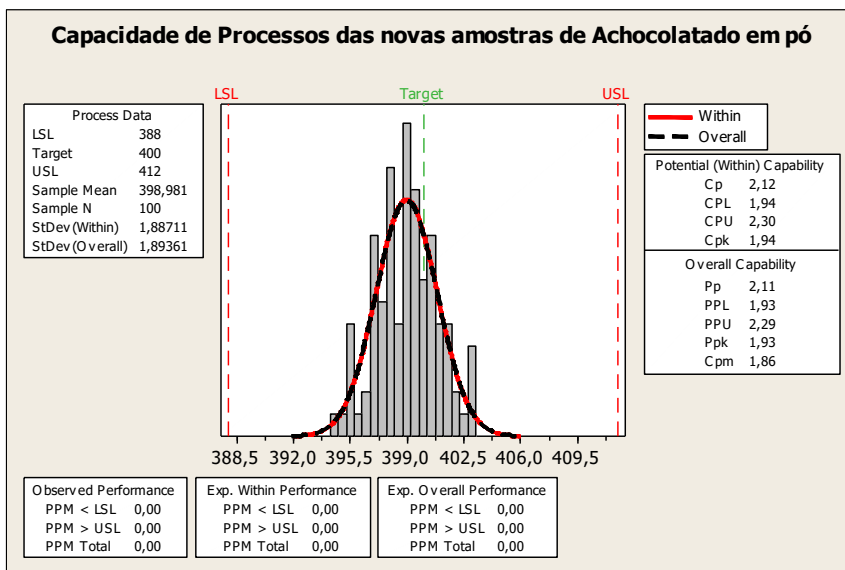 Capacidade de Processos das novas amostras de Achocolatado em pó
LSL Target USL
Process Data
LSL 388
Target 400
USL 412
Sample Mean 398,981
Sample N 100
StDev(Within) 1,88711
StDev(Overall) 1,89361
Within
Overall
Potential (Within) Capability
Cp 2,12
CPL 1,94
CPU 2,30
Cpk 1,94
Overall Capability
Pp 2,11
PPL 1,93
PPU 2,29
Ppk 1,93
Cpm 1,86
388,5 392,0 395,5 399,0 402,5 406,0 409,5
Observed Performance
PPM < LSL 0,00
PPM > USL 0,00
PPM Total 0,00
Exp. Within Performance
PPM < LSL 0,00
PPM > USL 0,00
PPM Total 0,00
Exp. Overall Performance
PPM < LSL 0,00
PPM > USL 0,00
PPM Total 0,00